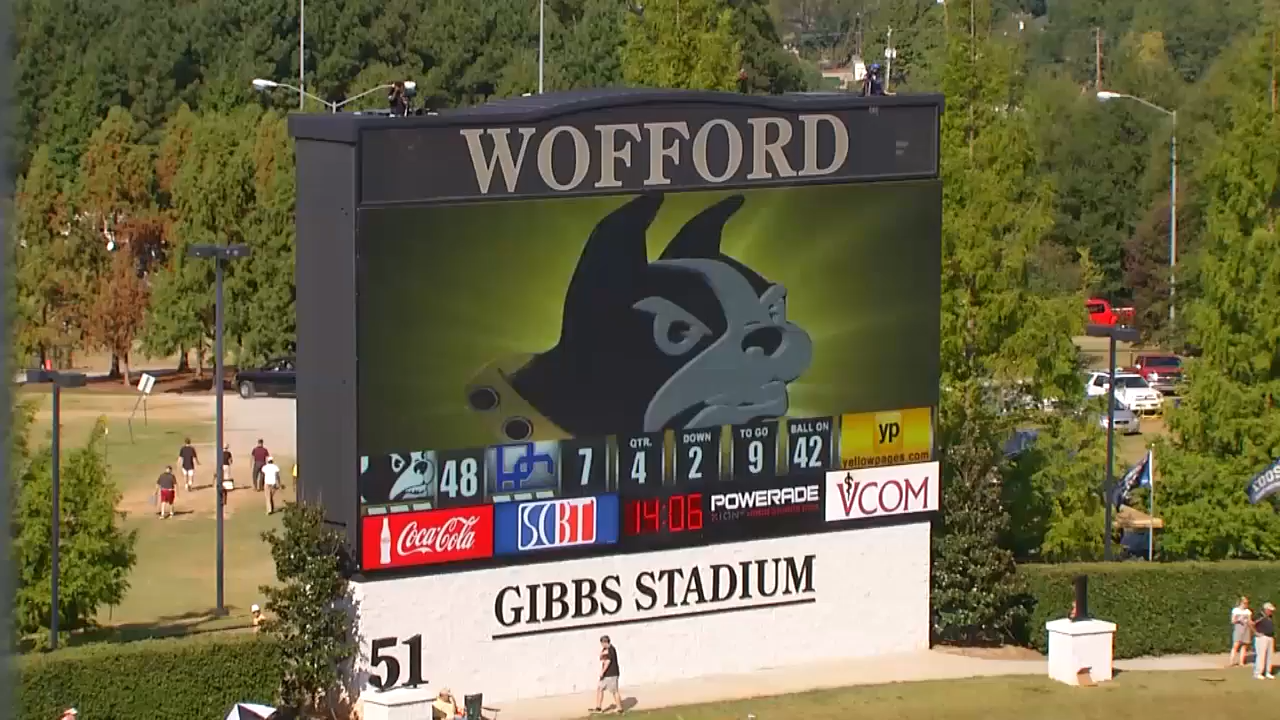 WOFFORD
48 7 QTR. 4 DOWN 2 TO GO 9 BALL ON 42 yp
yellowpages.com
Coca-Cola SCBT 14:06 POWERADE VCOM
GIBBS STADIUM
51